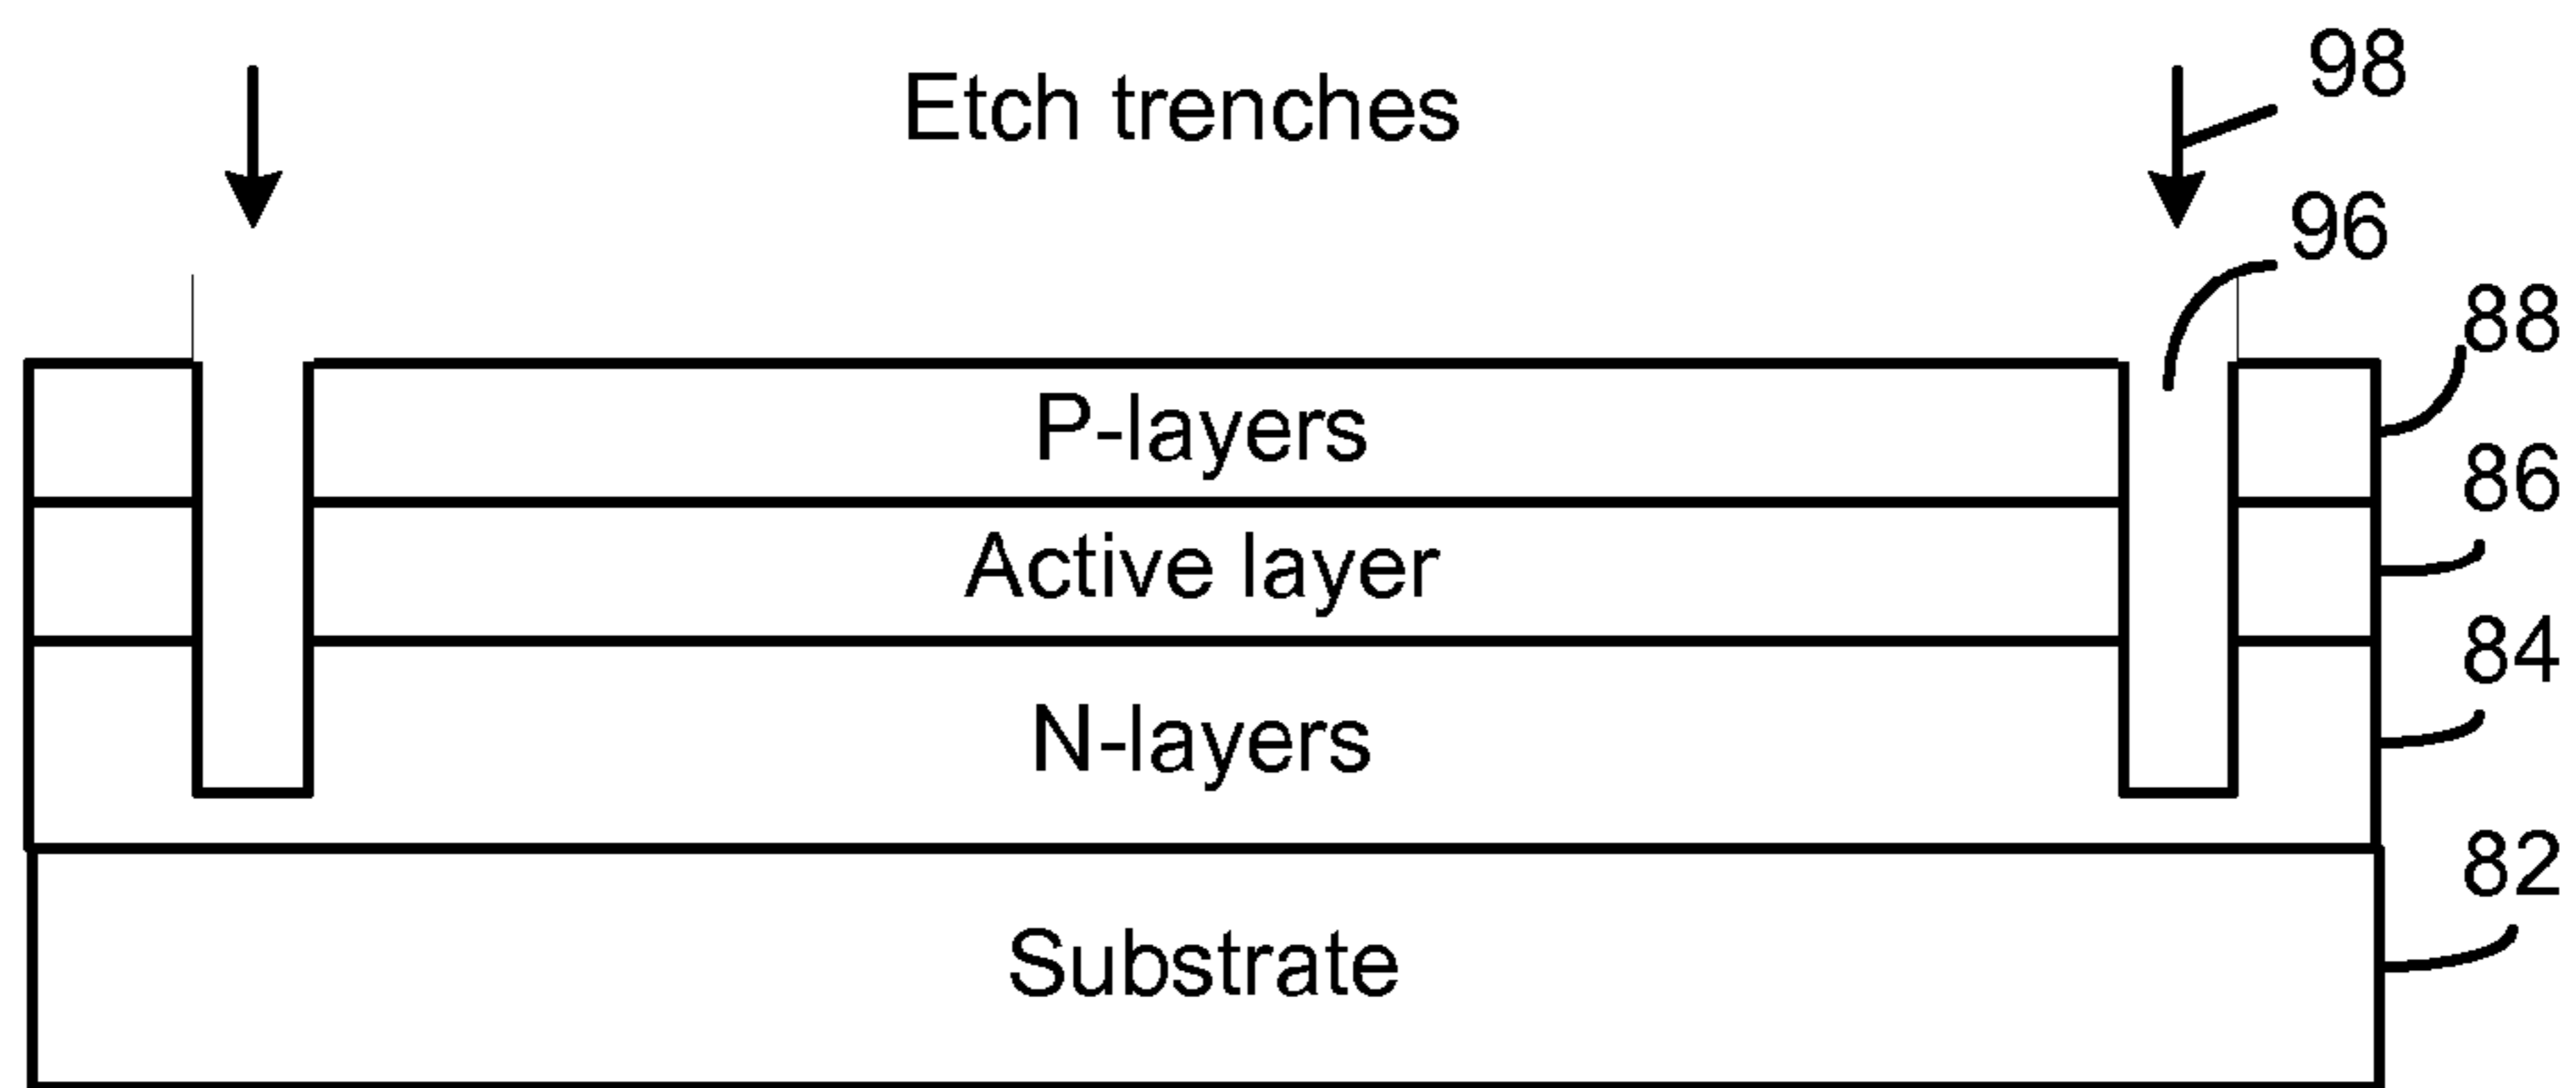 Etch trenches
98
96
88
P-layers
86
Active layer
84
N-layers
82
Substrate